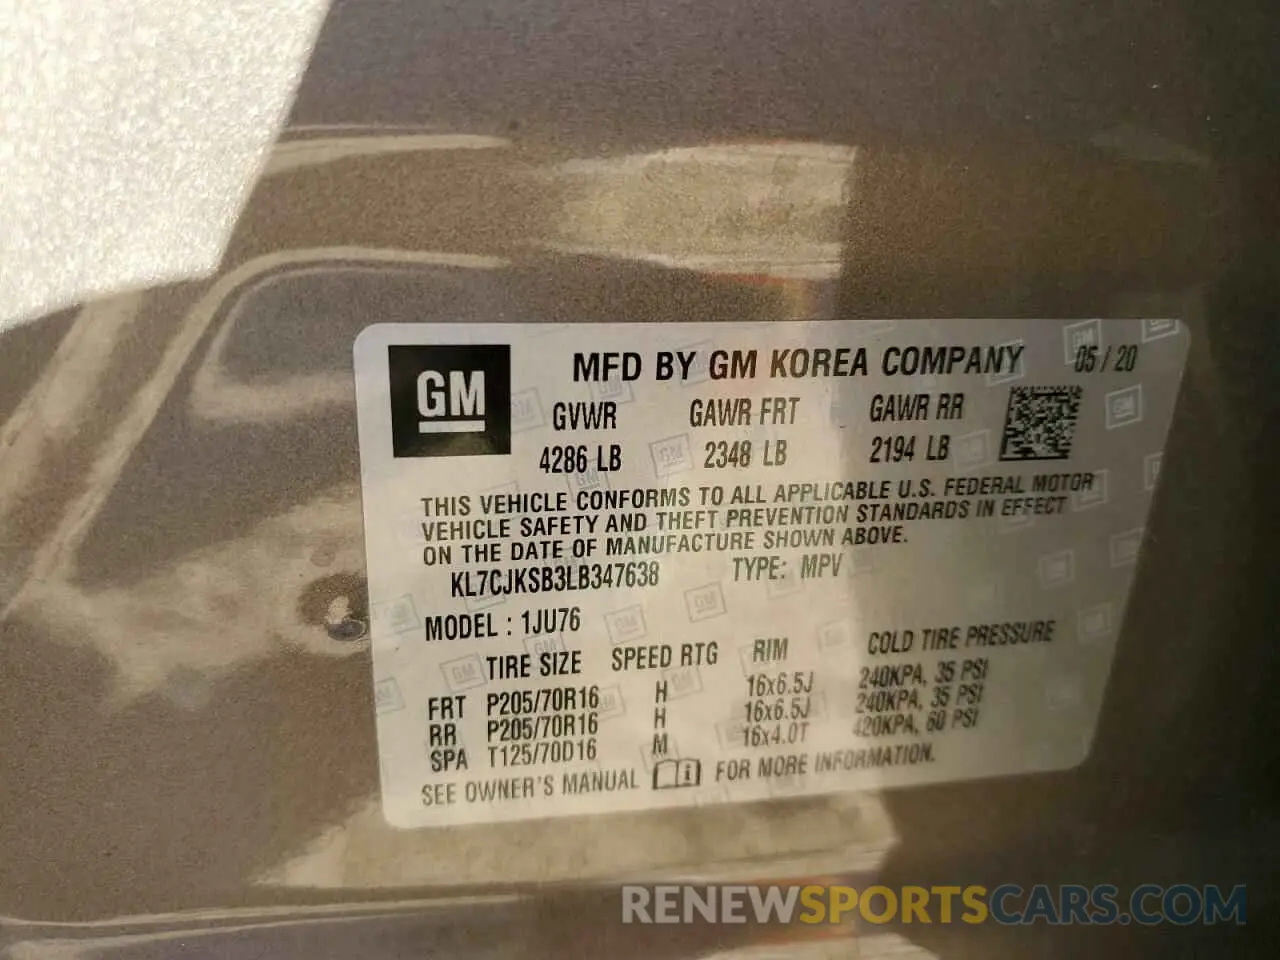 GM
MFD BY GM KOREA COMPANY 05/20
GVWR GAWR FRT GAWR RR
4286 LB 2348 LB 2194 LB
THIS VEHICLE CONFORMS TO ALL APPLICABLE U.S. FEDERAL MOTOR
VEHICLE SAFETY AND THEFT PREVENTION STANDARDS IN EFFECT
ON THE DATE OF MANUFACTURE SHOWN ABOVE.
KL7CJKSB3LB347638 TYPE: MPV
MODEL : 1JU76
TIRE SIZE SPEED RTG RIM COLD TIRE PRESSURE
FRT P205/70R16 H 16x6.5J 240KPA, 35 PSI
RR P205/70R16 H 16x6.5J 240KPA, 35 PSI
SPA T125/70D16 M 16x4.0T 420KPA, 60 PSI
SEE OWNER'S MANUAL i FOR MORE INFORMATION.
RENEWSPORTSCARS.COM